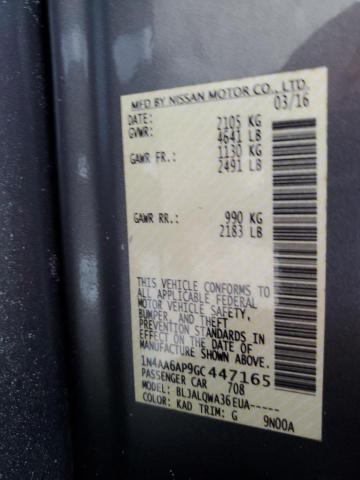 MFD BY NISSAN MOTOR CO., LTD.
DATE: 03/16
GVWR: 2105 KG
4641 LB
GAWR FR.: 1130 KG
2491 LB
GAWR RR.: 990 KG
2183 LB
THIS VEHICLE CONFORMS TO
ALL APPLICABLE FEDERAL
MOTOR VEHICLE SAFETY,
BUMPER, AND THEFT
PREVENTION STANDARDS IN
EFFECT ON THE DATE OF
MANUFACTURE SHOWN ABOVE.
1N4AA6AP9GC447165
PASSENGER CAR 708
MODEL: BLJALQWA36EUA-----
COLOR: KAD TRIM: G 9N00A